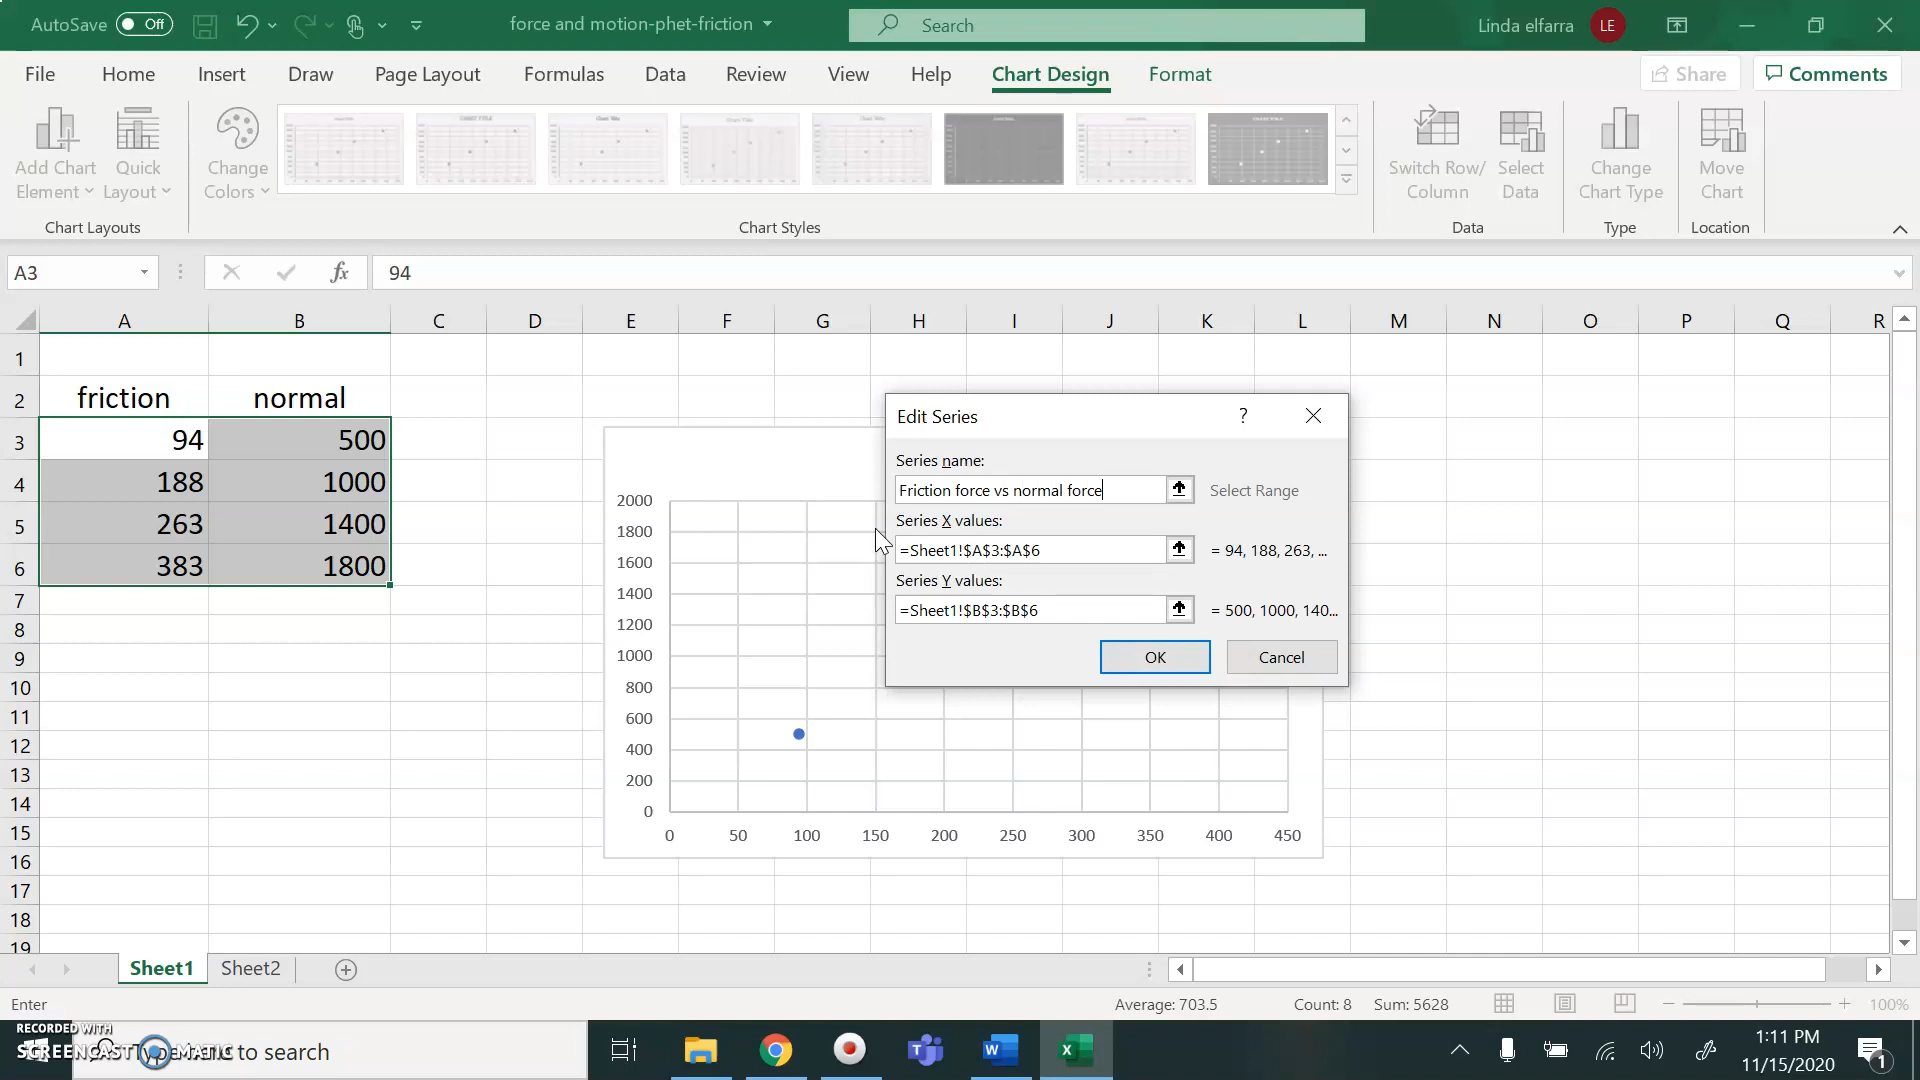 AutoSave Off
force and motion-phet-friction
Search
Linda elfarra LE
File Home Insert Draw Page Layout Formulas Data Review View Help Chart Design Format
Share Comments
Add Chart
Element
Quick
Layout
Change
Colors
Switch Row/
Column
Select
Data
Change
Chart Type
Move
Chart
Chart Layouts Chart Styles Data Type Location
A3 fx 94
A B C D E F G H I J K L M N O P Q R
1
2 friction normal
3 94 500
4 188 1000
5 263 1400
6 383 1800
7
8
9
10
11
12
13
14
15
16
17
18
19
2000
1800
1600
1400
1200
1000
800
600
400
200
0
0 50 100 150 200 250 300 350 400 450
Edit Series ?
Series name:
Friction force vs normal force Select Range
Series X values:
=Sheet1!$A$3:$A$6 = 94, 188, 263, ...
Series Y values:
=Sheet1!$B$3:$B$6 = 500, 1000, 140...
OK Cancel
Sheet1 Sheet2
Enter
Average: 703.5 Count: 8 Sum: 5628 100%
RECORDED WITH
SCREENCAST MATIC
to search
1:11 PM
11/15/2020
1